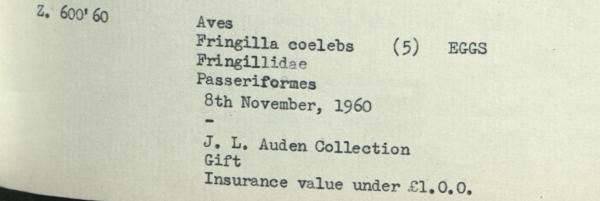 Z. 600'60
Aves
Fringilla coelebs (5) EGGS
Fringillidae
Passeriformes
8th November, 1960
-
J. L. Auden Collection
Gift
Insurance value under £1.0.0.